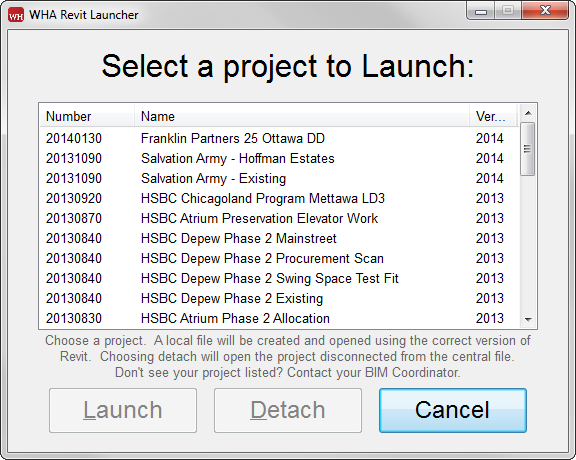 WHA Revit Launcher
Select a project to Launch:
Number Name Ver...
20140130 Franklin Partners 25 Ottawa DD 2014
20131090 Salvation Army - Hoffman Estates 2014
20131090 Salvation Army - Existing 2014
20130920 HSBC Chicagoland Program Mettawa LD3 2013
20130870 HSBC Atrium Preservation Elevator Work 2013
20130840 HSBC Depew Phase 2 Mainstreet 2013
20130840 HSBC Depew Phase 2 Procurement Scan 2013
20130840 HSBC Depew Phase 2 Swing Space Test Fit 2013
20130840 HSBC Depew Phase 2 Existing 2013
20130830 HSBC Atrium Phase 2 Allocation 2013
Choose a project. A local file will be created and opened using the correct version of
Revit. Choosing detach will open the project disconnected from the central file.
Don't see your project listed? Contact your BIM Coordinator.
Launch Detach Cancel